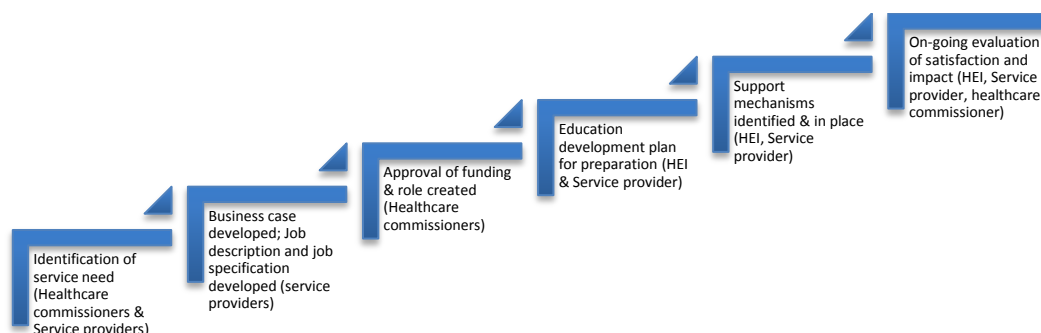 Identification of
service need
(Healthcare
commissioners &
Service providers)
Business case
developed; Job
description and job
specification
developed (service
providers)
Approval of funding
& role created
(Healthcare
commissioners)
Education
development plan
for preparation (HEI
& Service provider)
Support
mechanisms
identified & in place
(HEI, Service
provider)
On-going evaluation
of satisfaction and
impact (HEI, Service
provider, healthcare
commissioner)